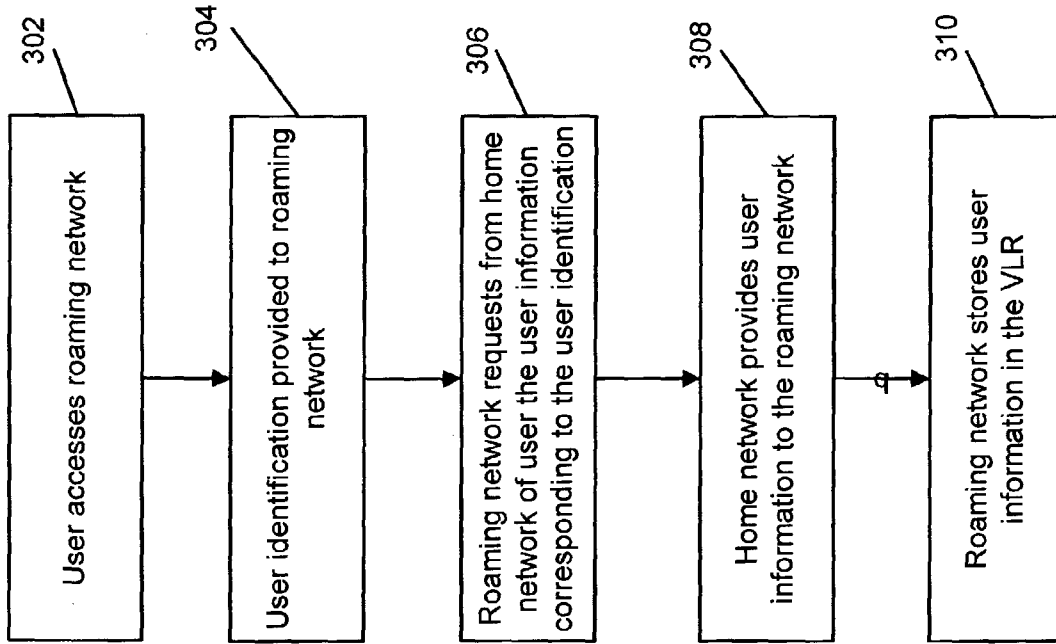 302
User accesses roaming network
304
User identification provided to roaming
network
306
Roaming network requests from home
network of user the user information
corresponding to the user identification
308
Home network provides user
information to the roaming network
310
Roaming network stores user
information in the VLR